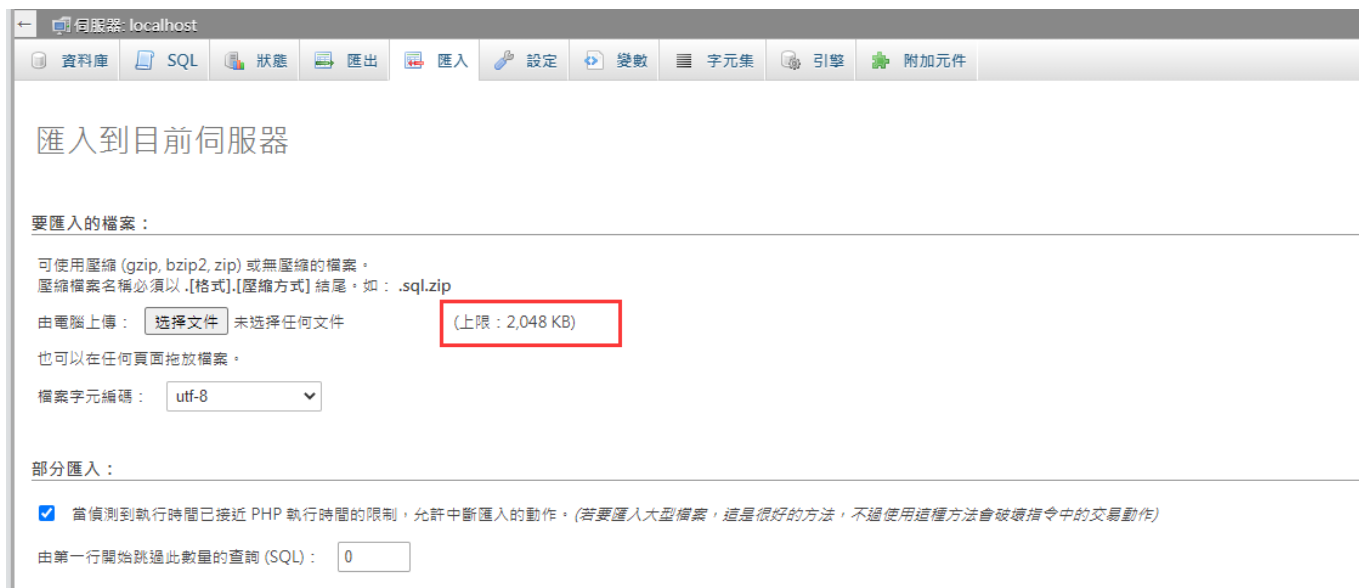 伺服器: localhost
資料庫 SQL 狀態 匯出 匯入 設定 變數 字元集 引擎 附加元件
匯入到目前伺服器
要匯入的檔案：
可使用壓縮 (gzip, bzip2, zip) 或無壓縮的檔案。
壓縮檔案名稱必須以 .[格式].[壓縮方式] 結尾。如： .sql.zip
由電腦上傳： 选择文件 未选择任何文件 (上限：2,048 KB)
也可以在任何頁面拖放檔案。
檔案字元編碼： utf-8
部分匯入：
當偵測到執行時間已接近 PHP 執行時間的限制，允許中斷匯入的動作。(若要匯入大型檔案，這是很好的方法，不過使用這種方法會破壞指令中的交易動作)
由第一行開始跳過此數量的查詢 (SQL)： 0